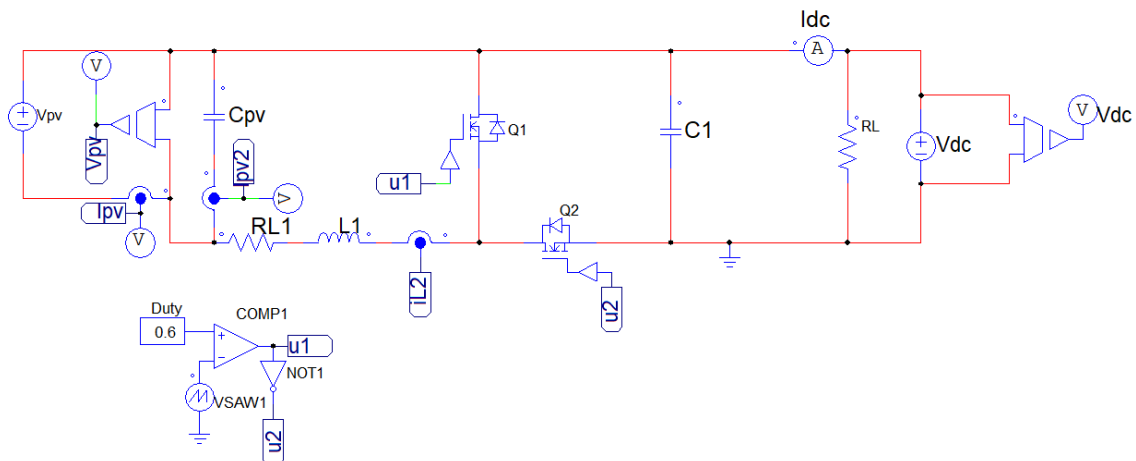 Idc
A
V
Vpv
Vpv
Cpv
Ipv2
V
Ipv
V
RL1
L1
iL2
u1
Q1
Q2
u2
C1
RL
Vdc
V
Vdc
Duty
0.6
COMP1
u1
NOT1
VSAW1
u2